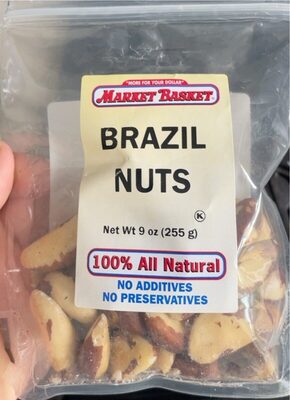 "MORE FOR YOUR DOLLAR"
MARKET BASKET
BRAZIL
NUTS
K
Net Wt 9 oz (255 g)
100% All Natural
NO ADDITIVES
NO PRESERVATIVES